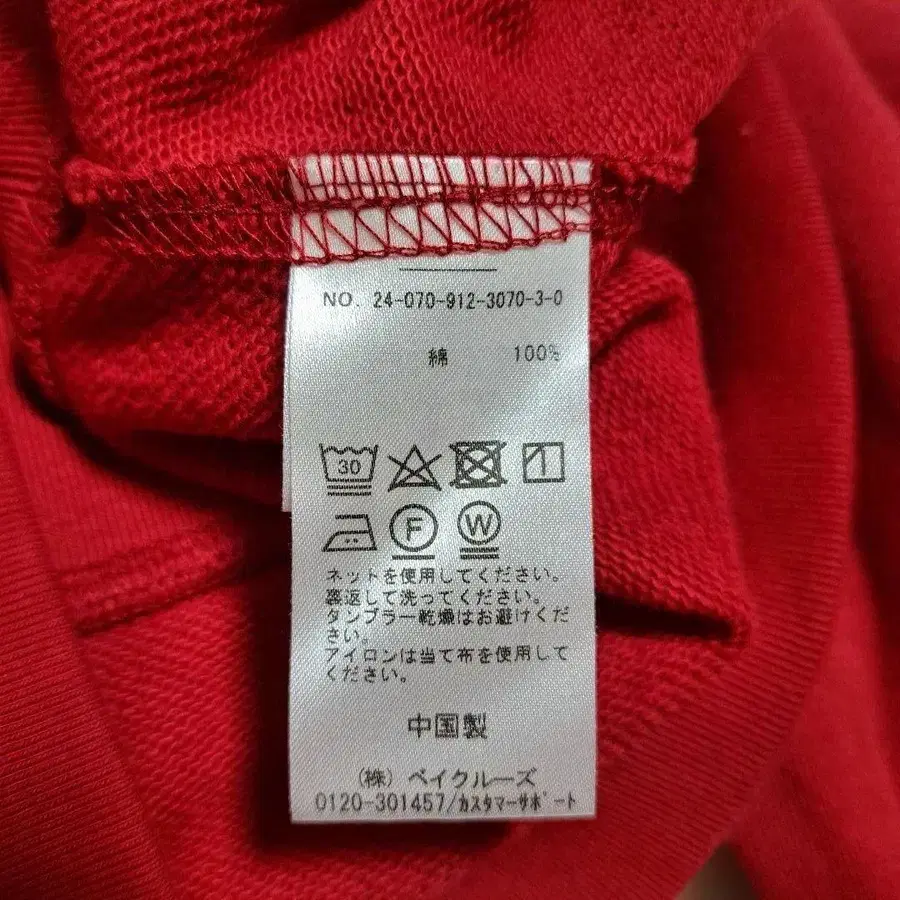 NO. 24-070-912-3070-3-0
綿 100%
30
F W
ネットを使用してください。
裏返して洗ってください。
タンブラー乾燥はお避けくだ
さい。
アイロンは当て布を使用して
ください。
中国製
(株) ベイクルーズ
0120-301457/カスタマーサポート